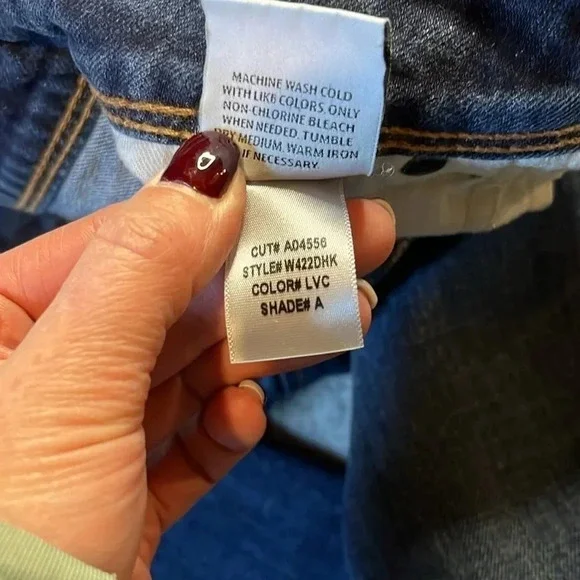 MACHINE WASH COLD
WITH LIKE COLORS. ONLY
NON-CHLORINE BLEACH
WHEN NEEDED. TUMBLE
DRY MEDIUM. WARM IRON
IF NECESSARY.
CUT# A04556
STYLE# W422DHK
COLOR# LVC
SHADE# A